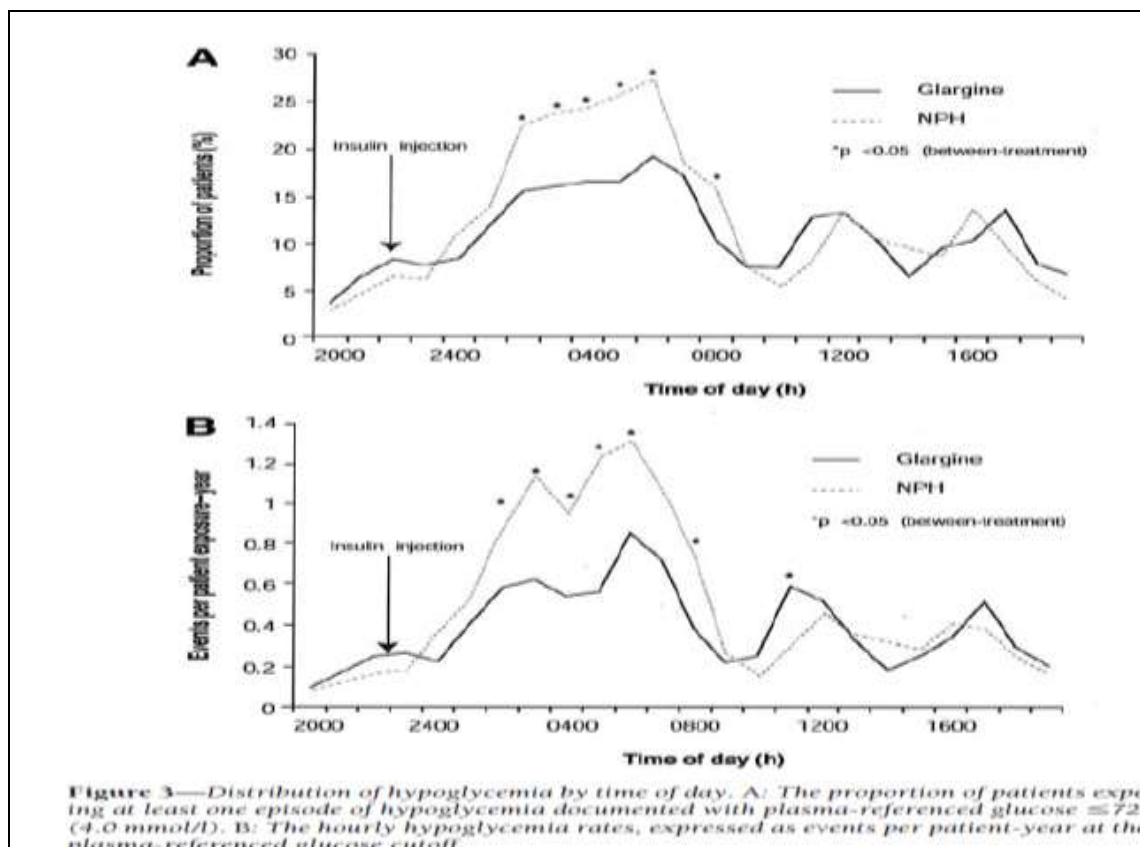 A
30
25
20
15
10
5
0
Proportion of patients (%)
Insulin injection
Glargine
NPH
*p <0.05 (between-treatment)
2000 2400 0400 0800 1200 1600
Time of day (h)
B
1.4
1.2
1
0.8
0.6
0.4
0.2
0
Events per patient exposure-year
Insulin injection
Glargine
NPH
*p <0.05 (between-treatment)
2000 2400 0400 0800 1200 1600
Time of day (h)
Figure 3—Distribution of hypoglycemia by time of day. A: The proportion of patients expe
ing at least one episode of hypoglycemia documented with plasma-referenced glucose ≤72
(4.0 mmol/l). B: The hourly hypoglycemia rates, expressed as events per patient-year at th
plasma-referenced glucose cutoff